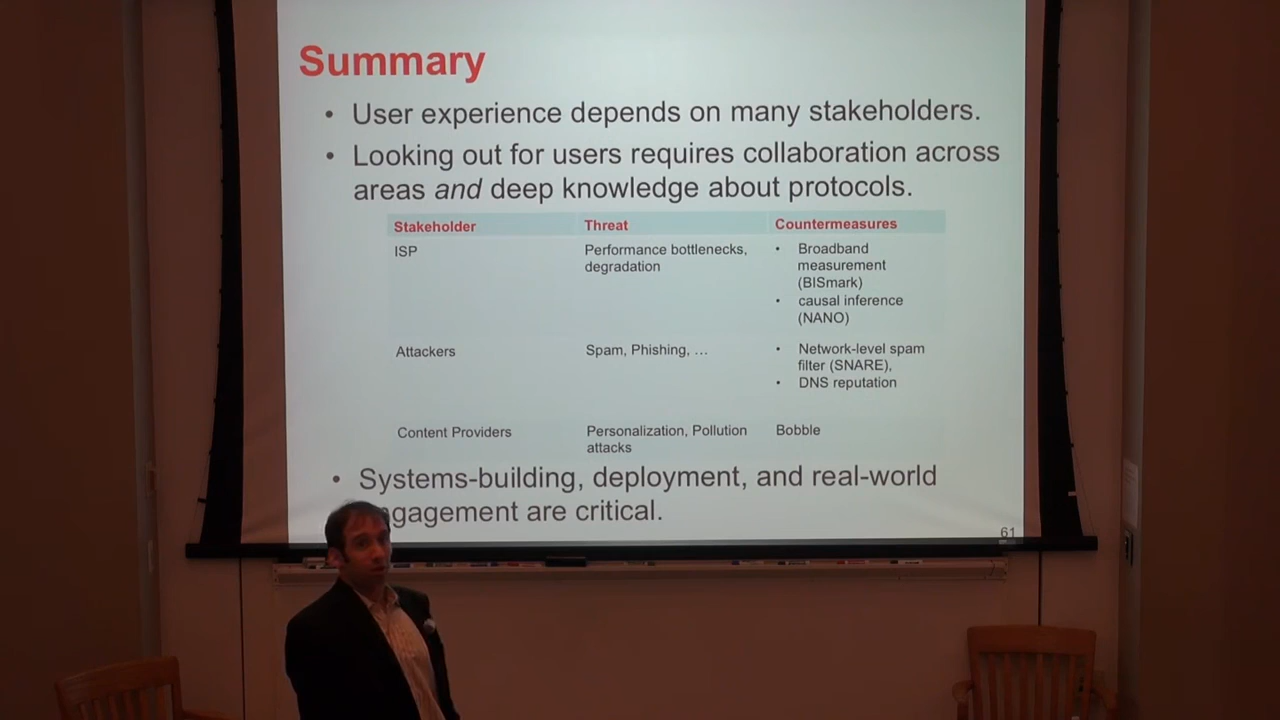 Summary
• User experience depends on many stakeholders.
• Looking out for users requires collaboration across
areas and deep knowledge about protocols.
Stakeholder Threat Countermeasures
ISP Performance bottlenecks, • Broadband
degradation measurement
(BISmark)
• causal inference
(NANO)
Attackers Spam, Phishing, … • Network-level spam
filter (SNARE),
• DNS reputation
Content Providers Personalization, Pollution Bobble
attacks
• Systems-building, deployment, and real-world
gagement are critical.
61